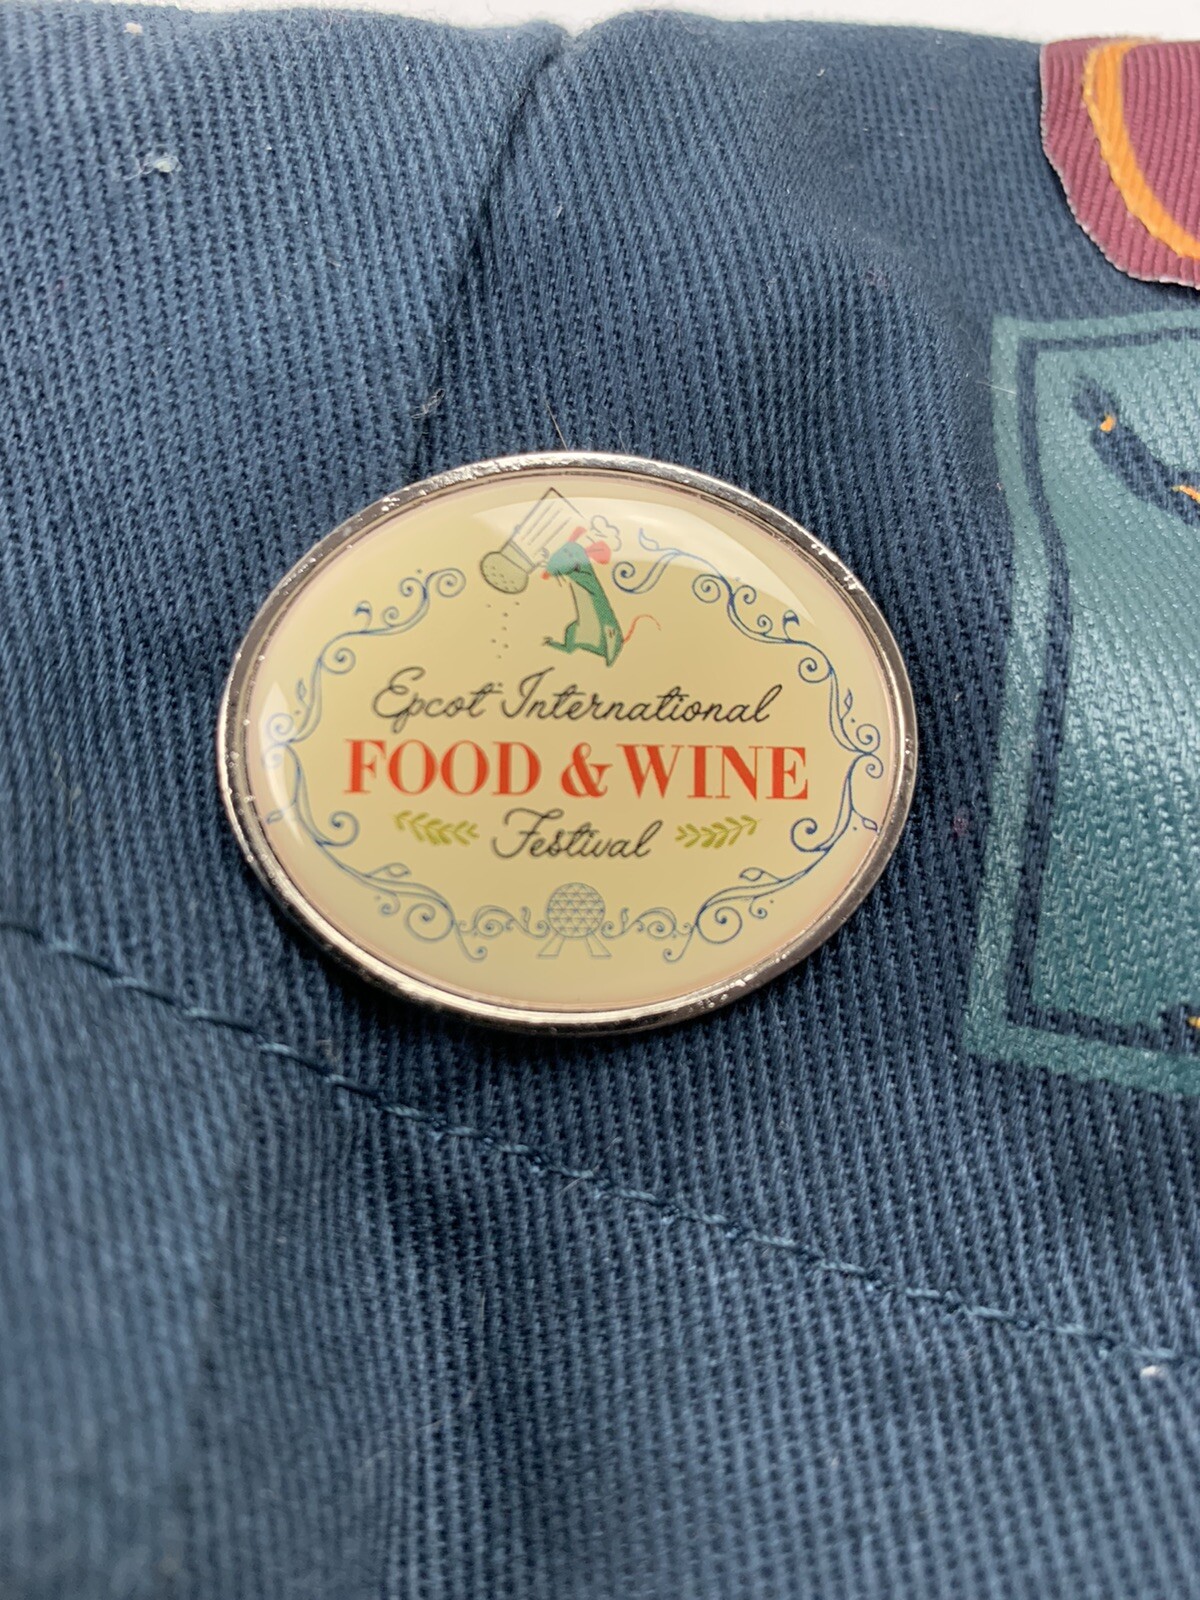 Epcot International
FOOD & WINE
Festival